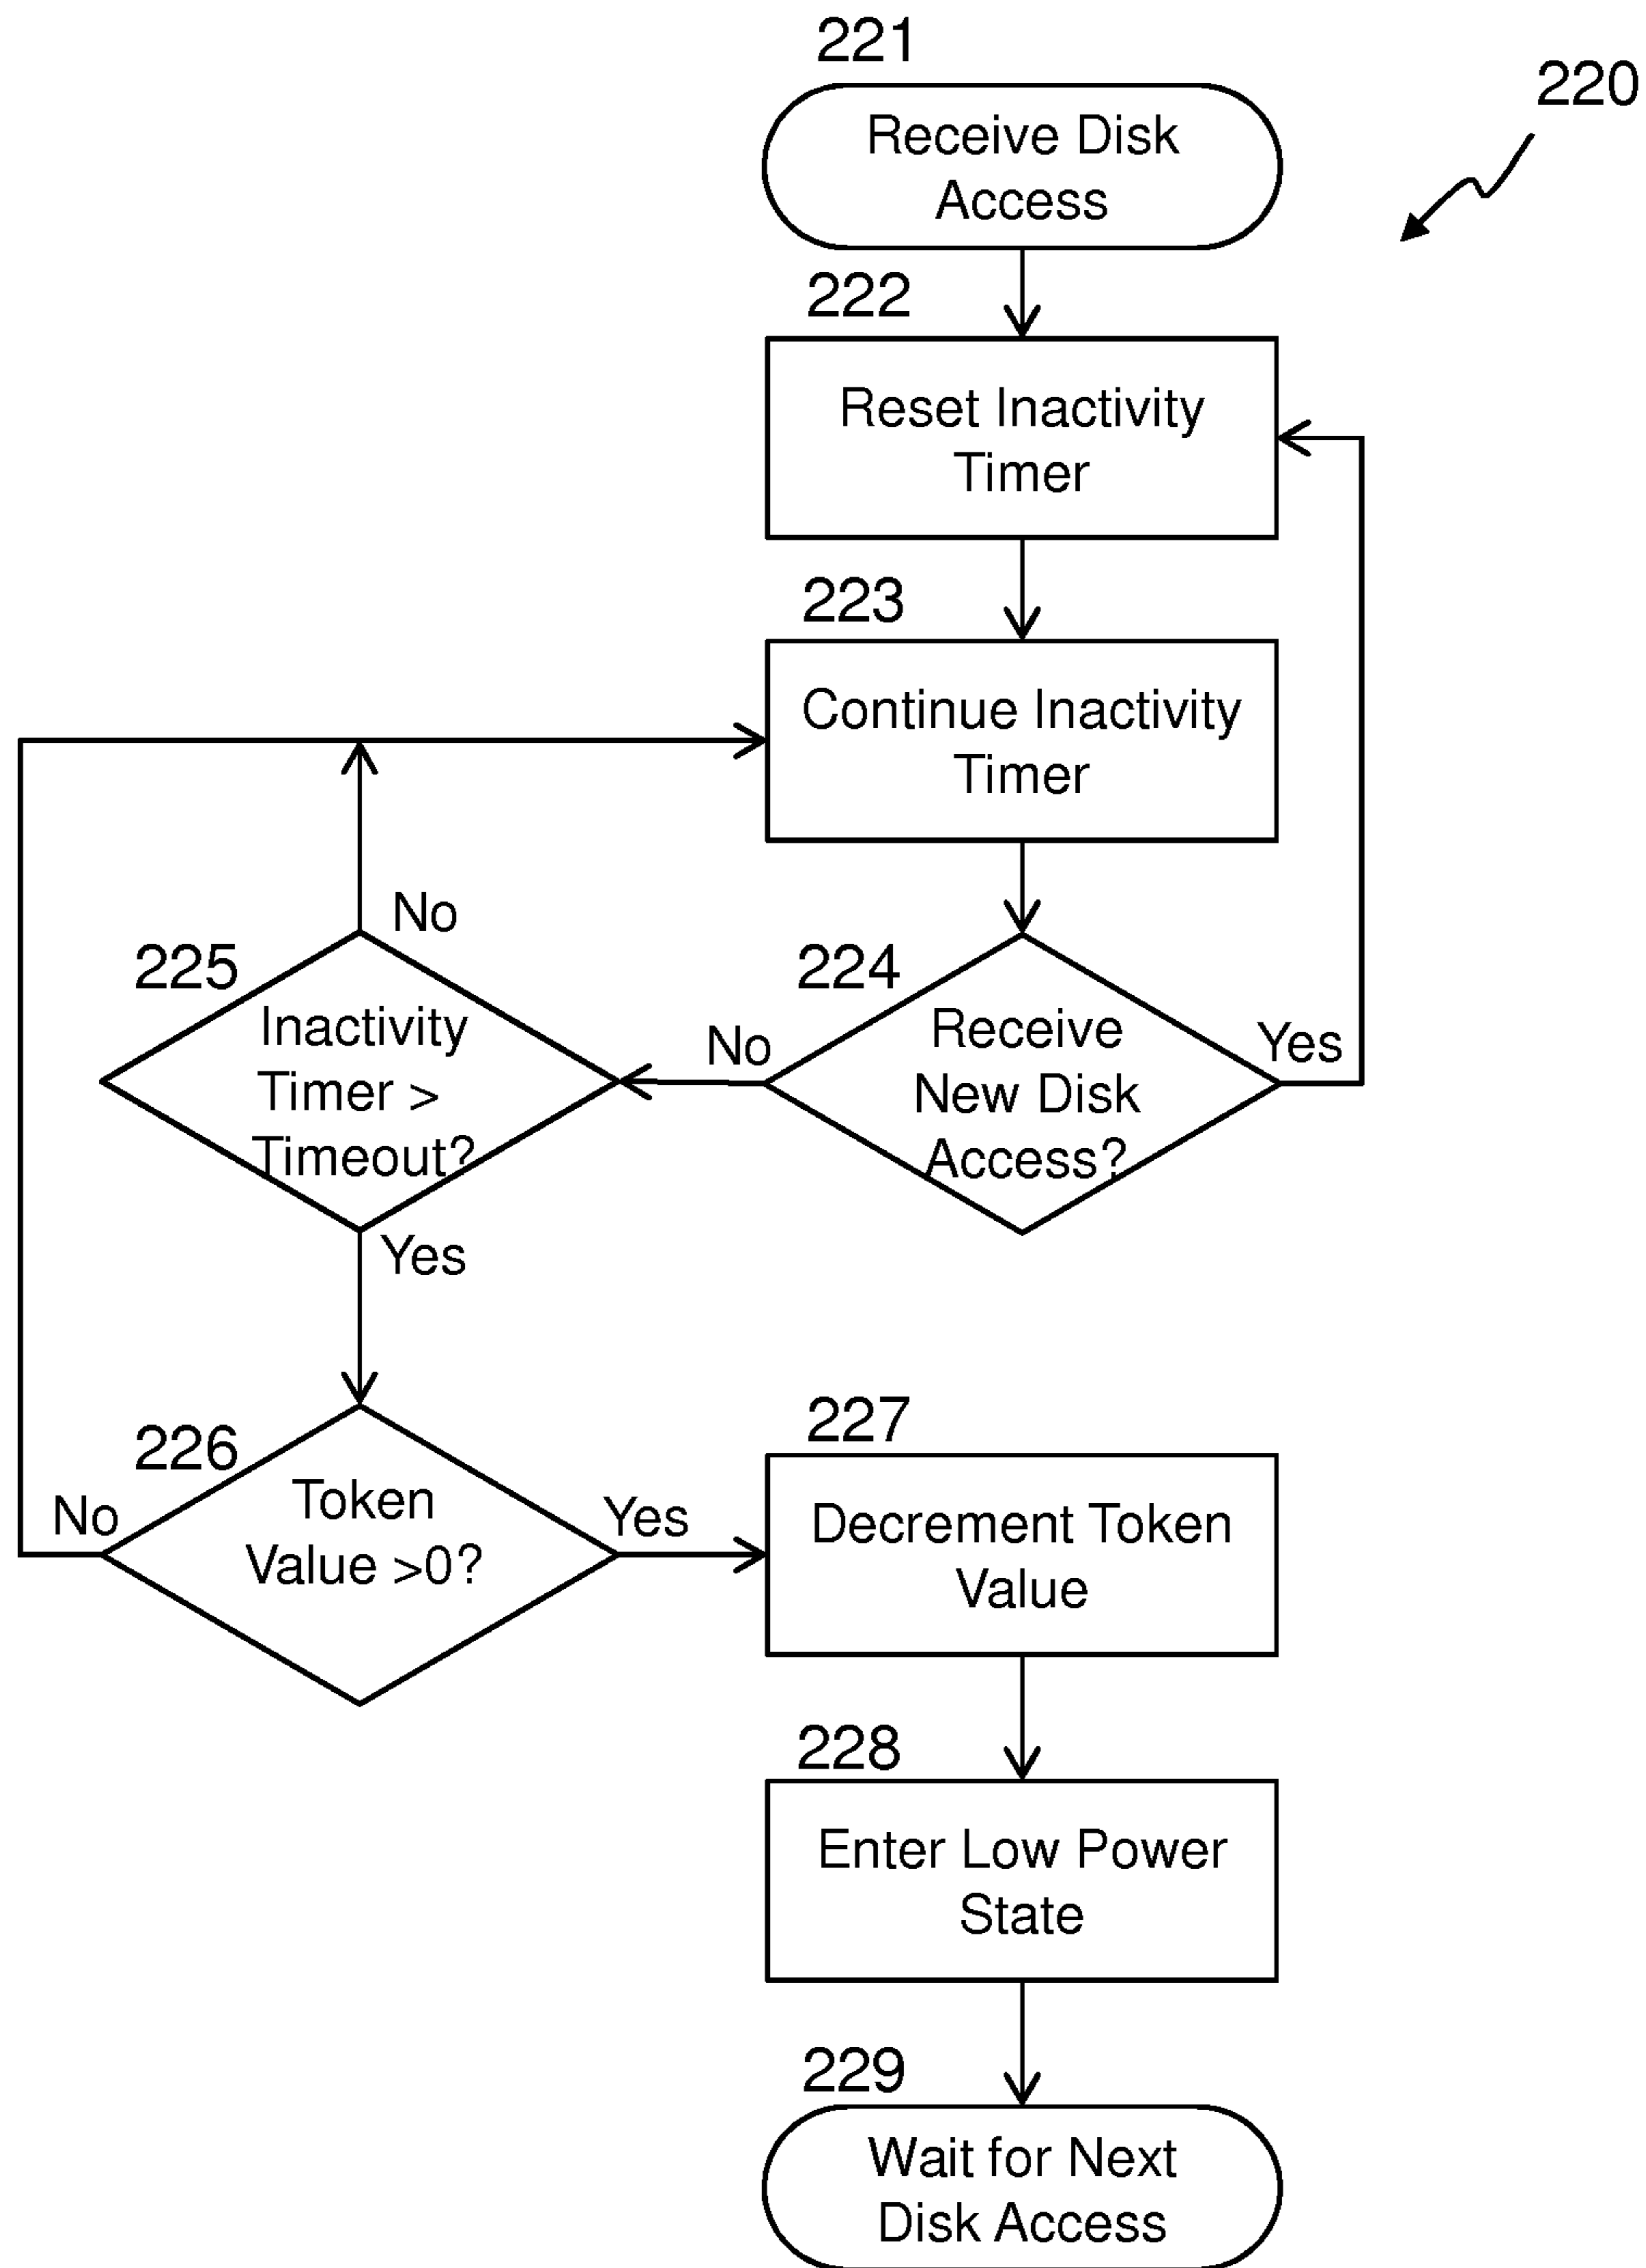 221
220
Receive Disk
Access
222
Reset Inactivity
Timer
223
Continue Inactivity
Timer
No
225
Inactivity
Timer >
Timeout?
Yes
No
224
Receive
New Disk
Access?
Yes
226
Token
Value >0?
No
Yes
227
Decrement Token
Value
228
Enter Low Power
State
229
Wait for Next
Disk Access